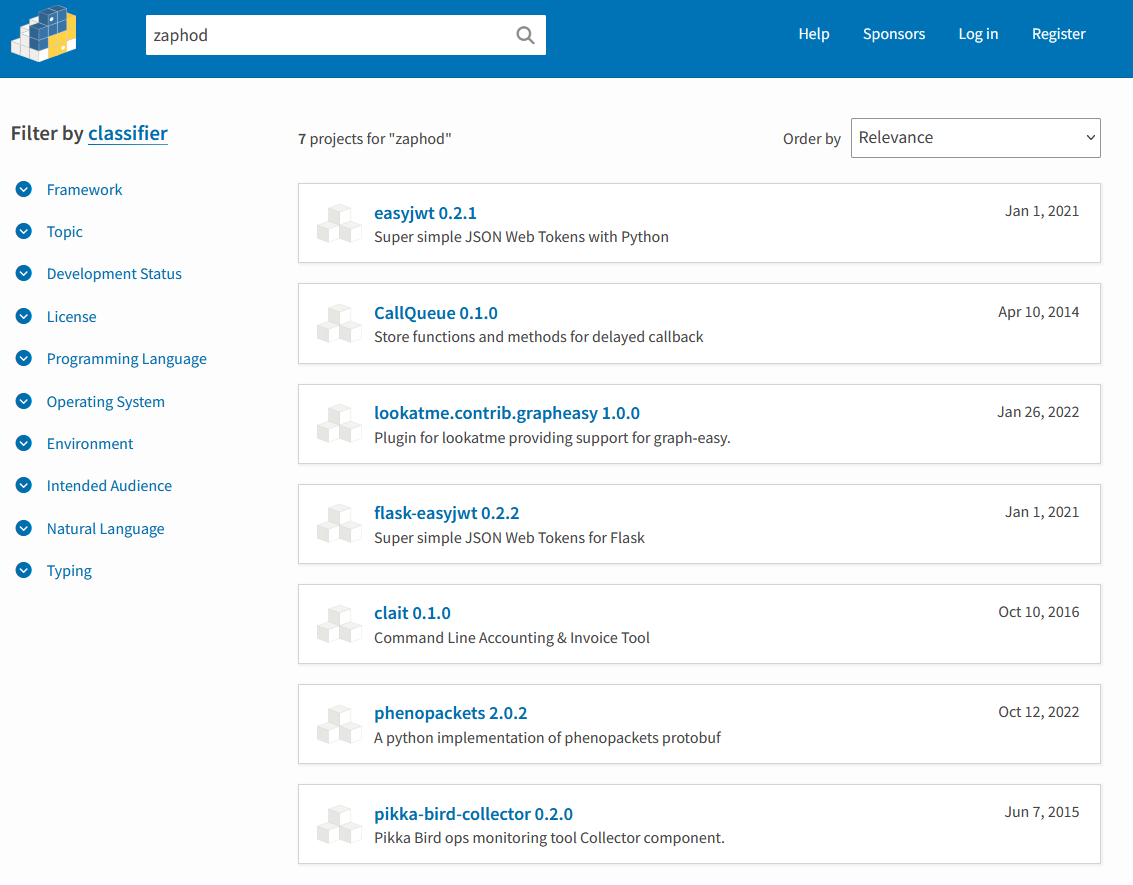 zaphod
Help Sponsors Log in Register
Filter by classifier
Framework
Topic
Development Status
License
Programming Language
Operating System
Environment
Intended Audience
Natural Language
Typing
7 projects for "zaphod"
Order by Relevance
easyjwt 0.2.1 Jan 1, 2021
Super simple JSON Web Tokens with Python
CallQueue 0.1.0 Apr 10, 2014
Store functions and methods for delayed callback
lookatme.contrib.grapheasy 1.0.0 Jan 26, 2022
Plugin for lookatme providing support for graph-easy.
flask-easyjwt 0.2.2 Jan 1, 2021
Super simple JSON Web Tokens for Flask
clait 0.1.0 Oct 10, 2016
Command Line Accounting & Invoice Tool
phenopackets 2.0.2 Oct 12, 2022
A python implementation of phenopackets protobuf
pikka-bird-collector 0.2.0 Jun 7, 2015
Pikka Bird ops monitoring tool Collector component.